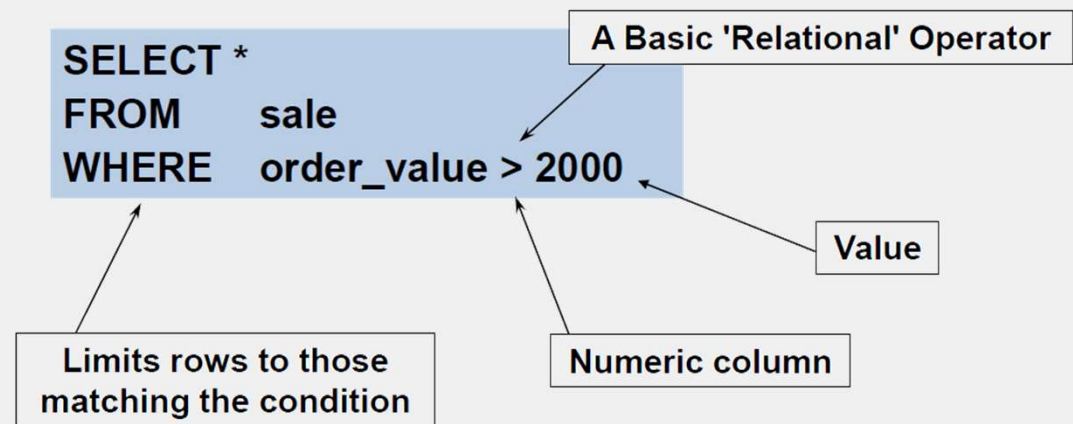 A Basic 'Relational' Operator
SELECT *
FROM sale
WHERE order_value > 2000
Value
Limits rows to those
matching the condition
Numeric column